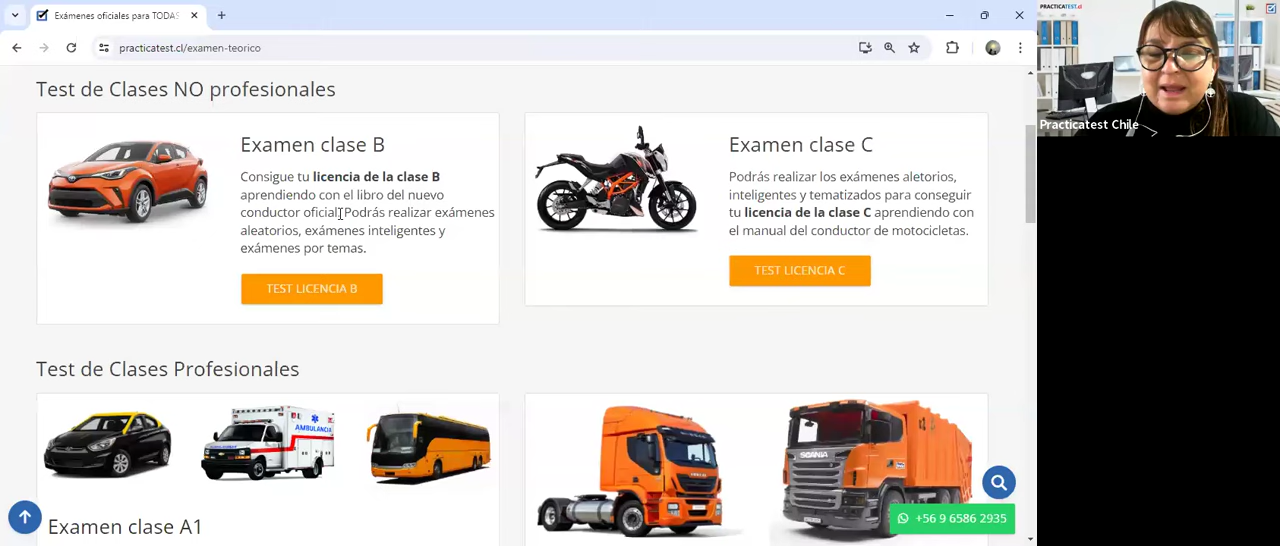 Exámenes oficiales para TODAS
practicatest.cl/examen-teorico
PRACTICATEST.cl
Practicatest Chile
Test de Clases NO profesionales
Examen clase B
Consigue tu licencia de la clase B
aprendiendo con el libro del nuevo
conductor oficial. Podrás realizar exámenes
aleatorios, exámenes inteligentes y
exámenes por temas.
TEST LICENCIA B
Examen clase C
Podrás realizar los exámenes aletorios,
inteligentes y tematizados para conseguir
tu licencia de la clase C aprendiendo con
el manual del conductor de motocicletas.
TEST LICENCIA C
Test de Clases Profesionales
AMBULANCIA
SCANIA
Examen clase A1
+56 9 6586 2935